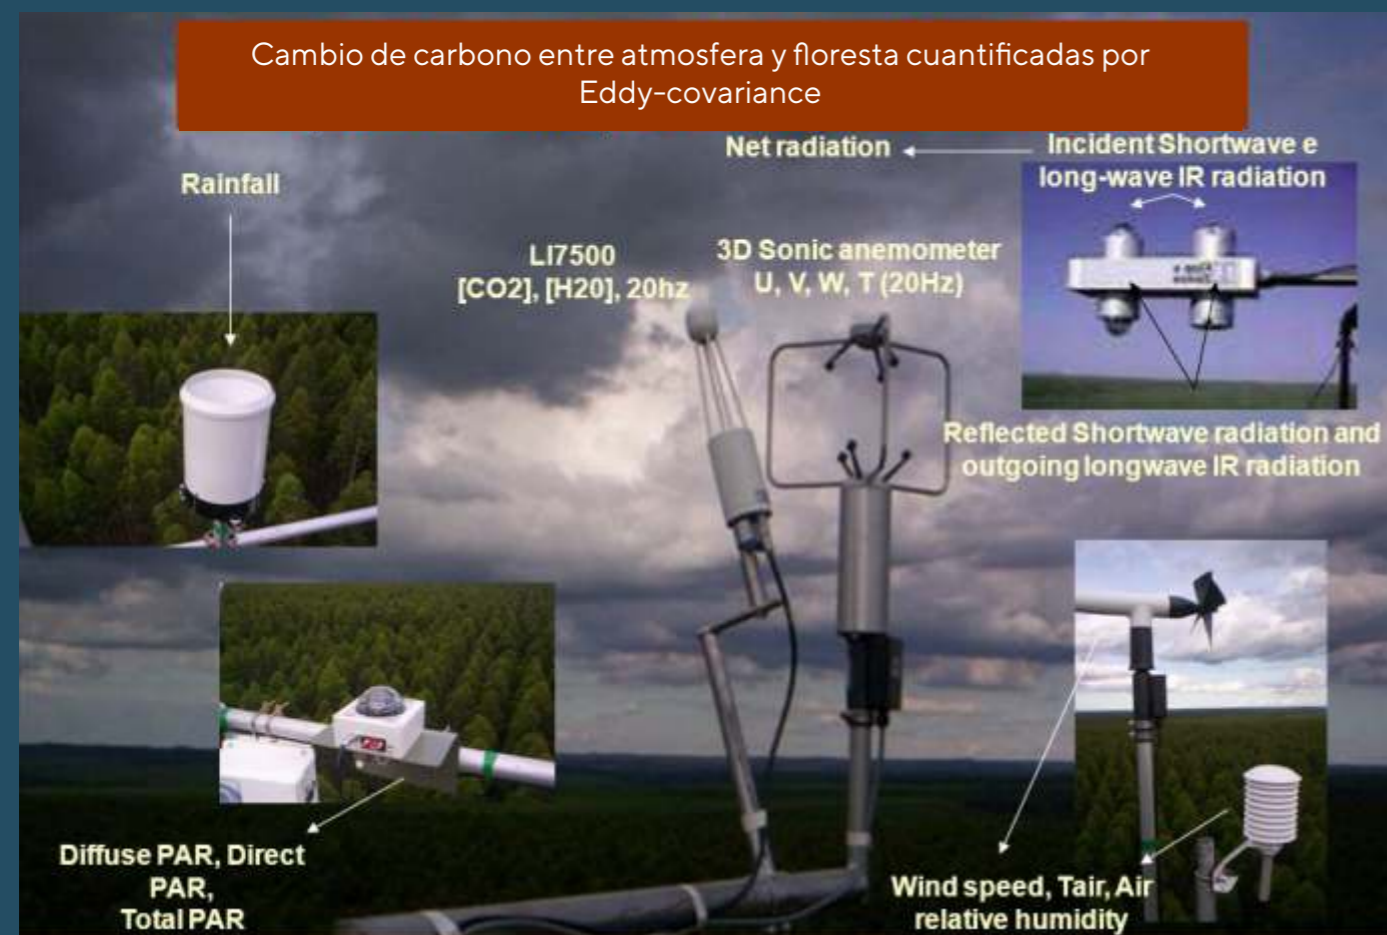 Cambio de carbono entre atmosfera y floresta cuantificadas por
Eddy-covariance
Net radiation
Incident Shortwave e
long-wave IR radiation
Rainfall
LI7500
[CO2], [H20], 20hz
3D Sonic anemometer
U, V, W, T (20Hz)
Reflected Shortwave radiation and
outgoing longwave IR radiation
Diffuse PAR, Direct
PAR,
Total PAR
Wind speed, Tair, Air
relative humidity